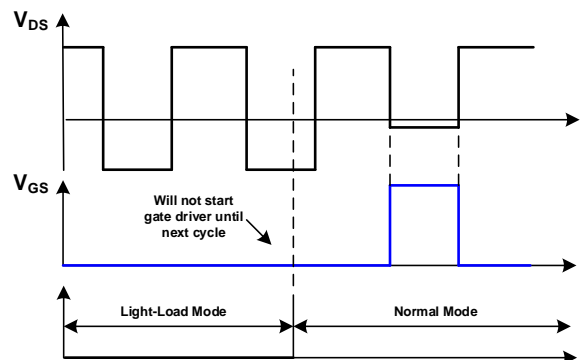 VDS
VGS
Will not start
gate driver until
next cycle
Light-Load Mode
Normal Mode